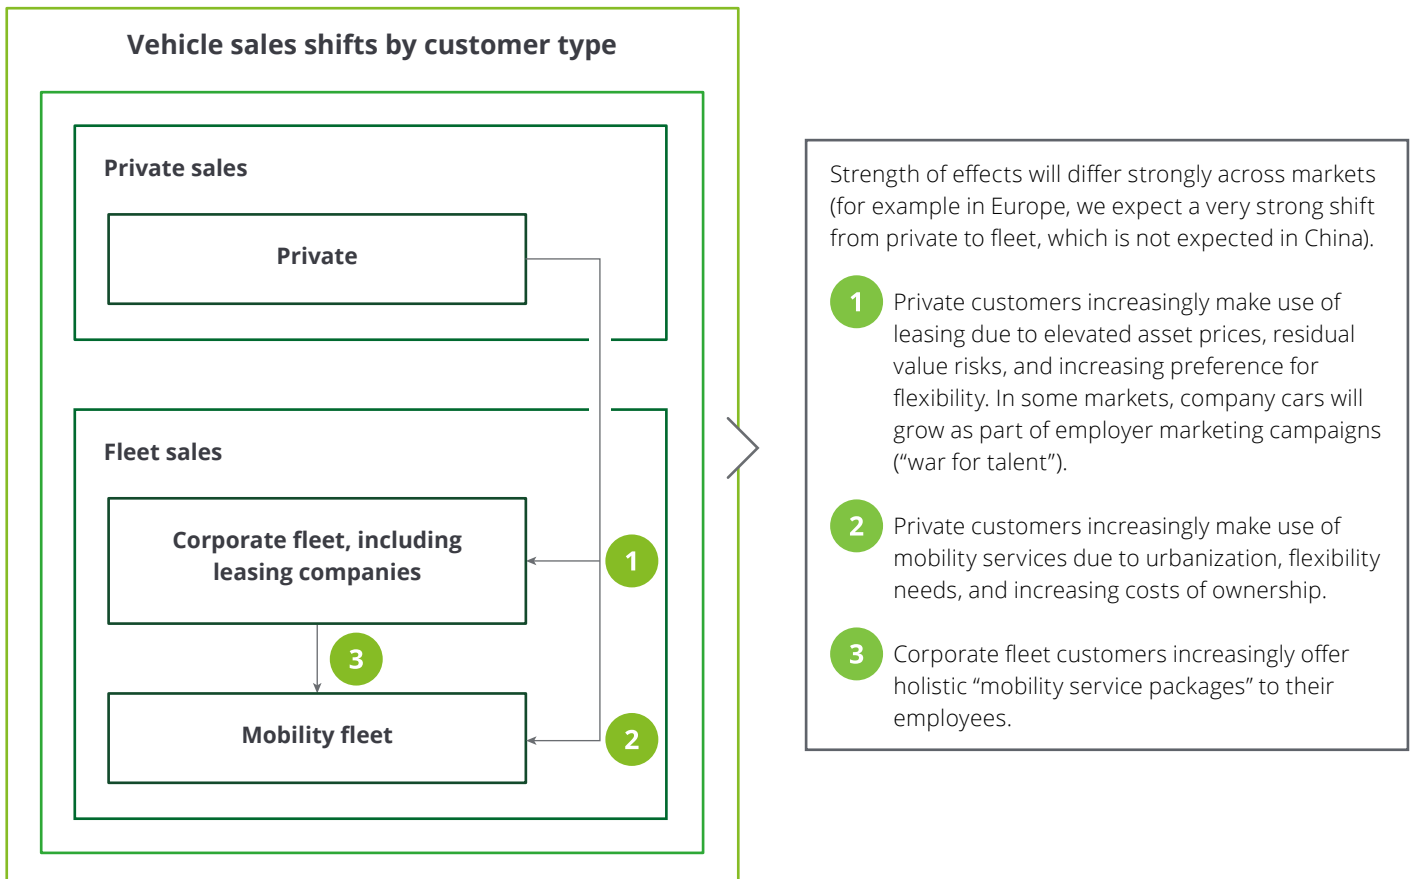 Vehicle sales shifts by customer type
Private sales
Private
Fleet sales
Corporate fleet, including
leasing companies
1
3
Mobility fleet
2
Strength of effects will differ strongly across markets
(for example in Europe, we expect a very strong shift
from private to fleet, which is not expected in China).
1 Private customers increasingly make use of
leasing due to elevated asset prices, residual
value risks, and increasing preference for
flexibility. In some markets, company cars will
grow as part of employer marketing campaigns
(“war for talent”).
2 Private customers increasingly make use of
mobility services due to urbanization, flexibility
needs, and increasing costs of ownership.
3 Corporate fleet customers increasingly offer
holistic “mobility service packages” to their
employees.